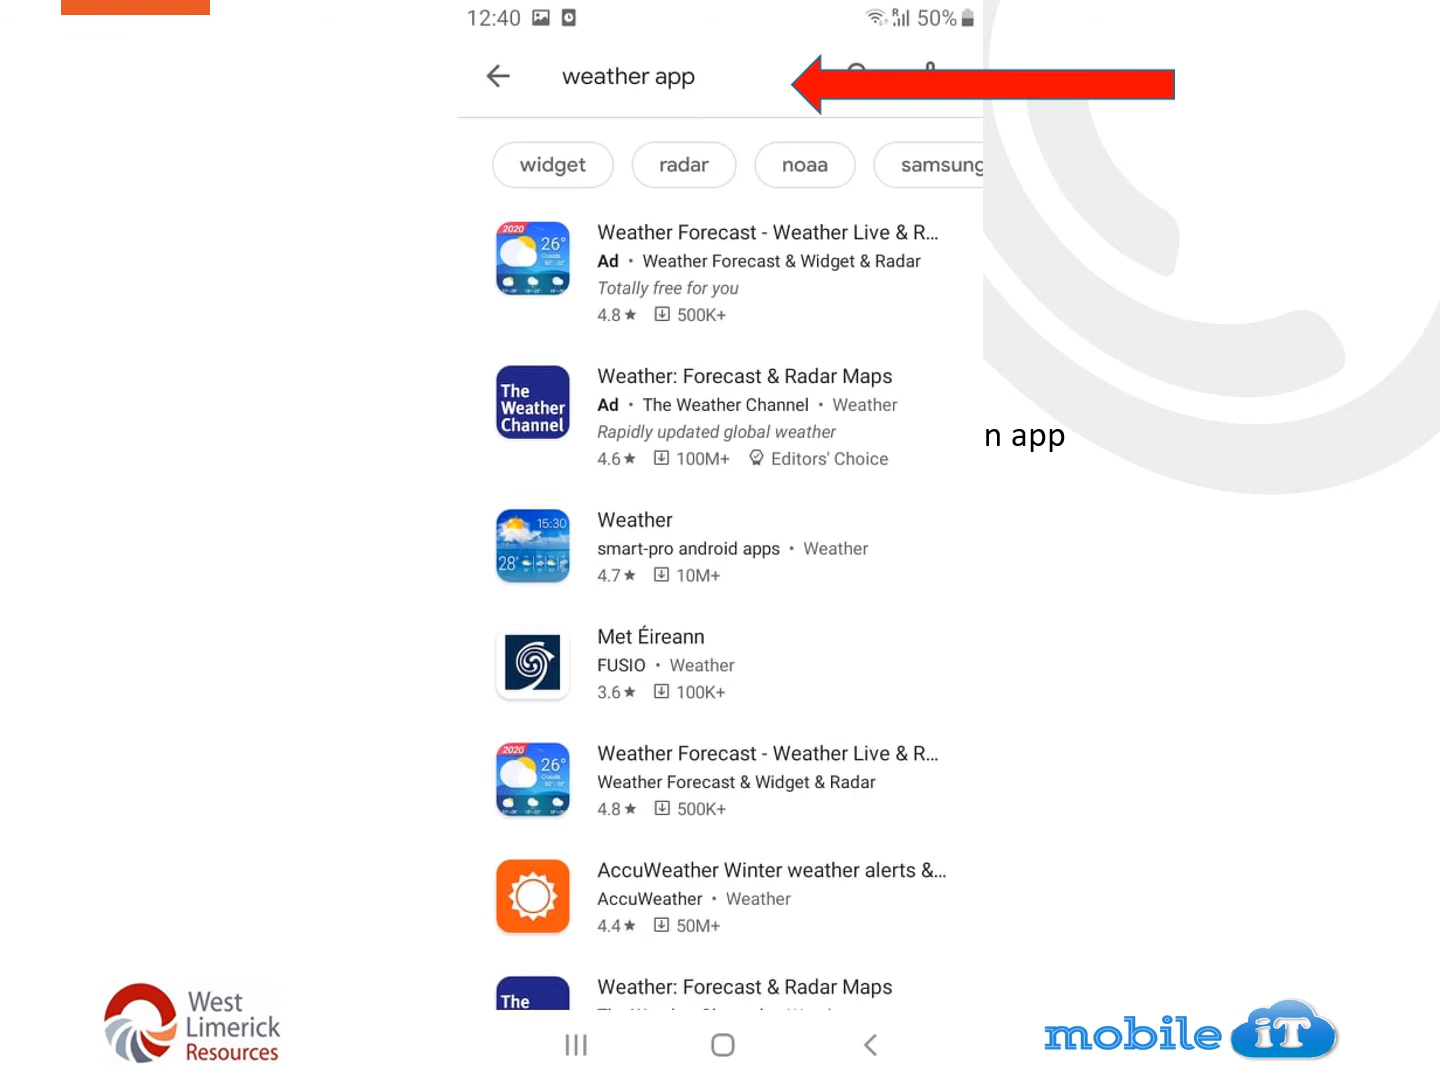 12:40
50%
weather app
widget
radar
noaa
samsung
2020
26°
Weather Forecast - Weather Live & R...
Ad • Weather Forecast & Widget & Radar
Totally free for you
4.8★ 500K+
The
Weather
Channel
Weather: Forecast & Radar Maps
Ad • The Weather Channel • Weather
Rapidly updated global weather
4.6★ 100M+ Editors' Choice
n app
15:30
28°
Weather
smart-pro android apps • Weather
4.7★ 10M+
Met Éireann
FUSIO • Weather
3.6★ 100K+
2020
26°
Weather Forecast - Weather Live & R...
Weather Forecast & Widget & Radar
4.8★ 500K+
AccuWeather Winter weather alerts &...
AccuWeather • Weather
4.4★ 50M+
The
Weather: Forecast & Radar Maps
West
Limerick
Resources
mobile iT